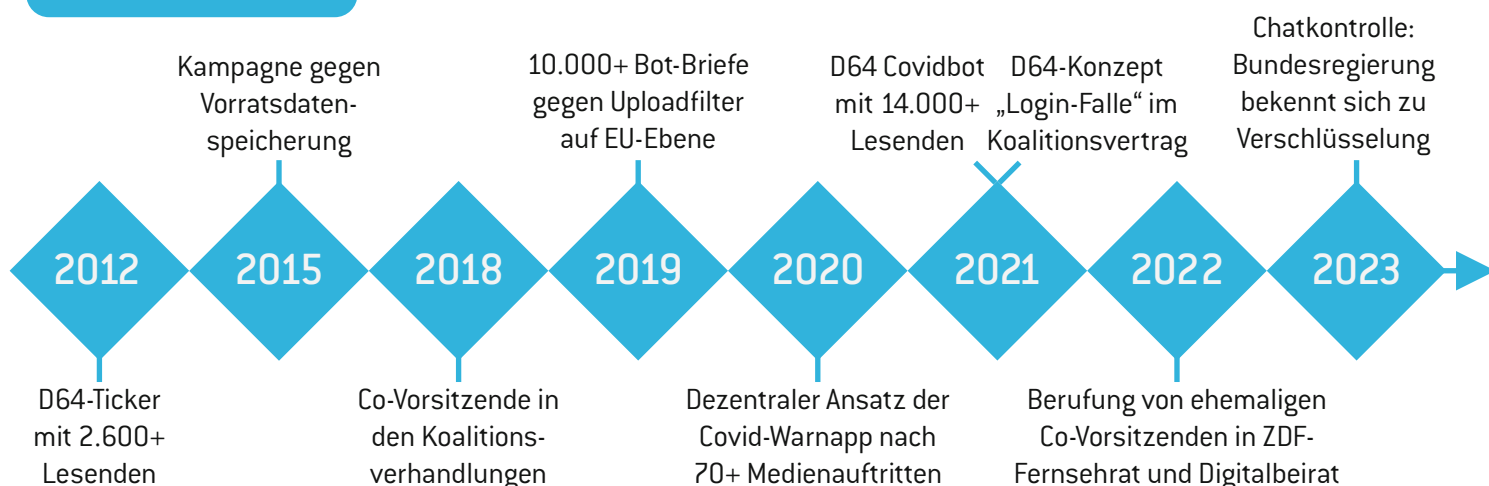 Kampagne gegen
Vorratsdaten-
speicherung
10.000+ Bot-Briefe
gegen Uploadfilter
auf EU-Ebene
D64 Covidbot
mit 14.000+
Lesenden
D64-Konzept
„Login-Falle“ im
Koalitionsvertrag
Chatkontrolle:
Bundesregierung
bekennt sich zu
Verschlüsselung
2012
2015
2018
2019
2020
2021
2022
2023
D64-Ticker
mit 2.600+
Lesenden
Co-Vorsitzende in
den Koalitions-
verhandlungen
Dezentraler Ansatz der
Covid-Warnapp nach
70+ Medienauftritten
Berufung von ehemaligen
Co-Vorsitzenden in ZDF-
Fernsehrat und Digitalbeirat